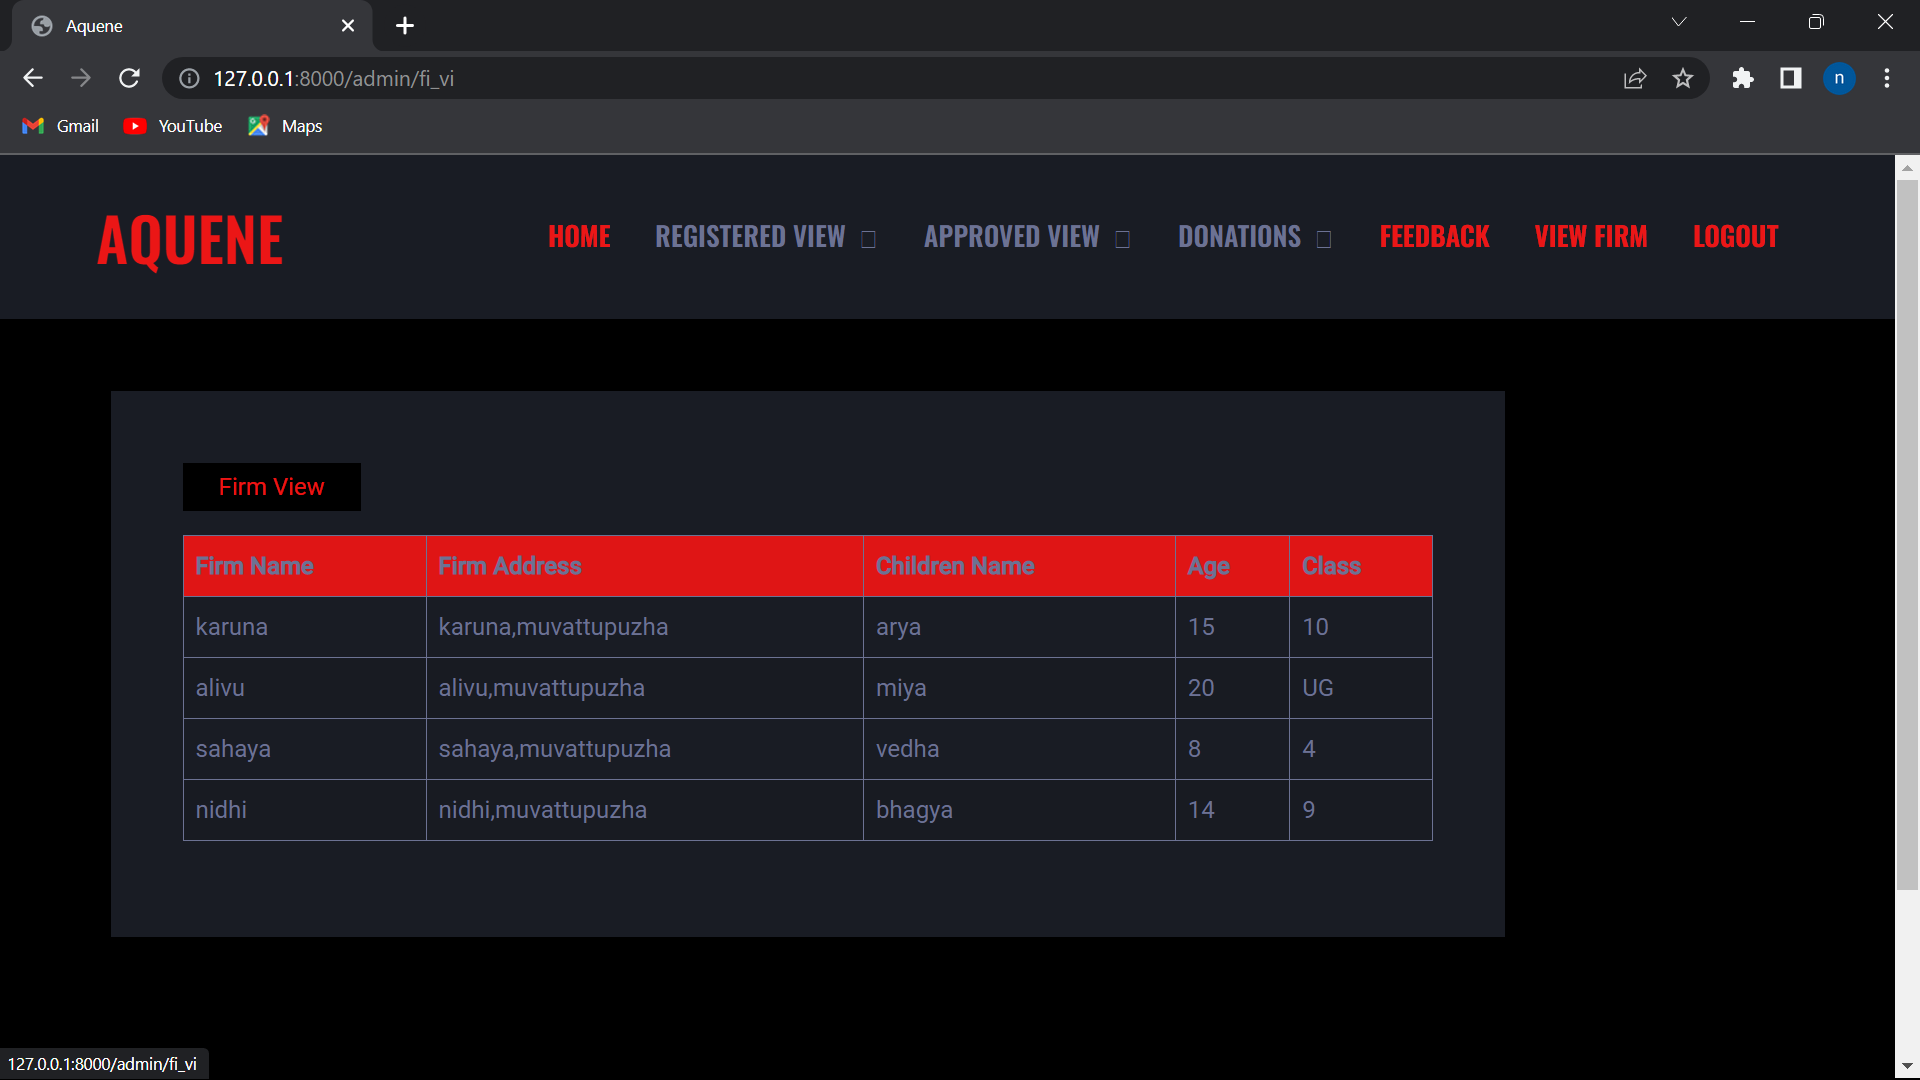 Aquene
127.0.0.1:8000/admin/fi_vi
n
Gmail YouTube Maps
AQUENE
HOME REGISTERED VIEW APPROVED VIEW DONATIONS FEEDBACK VIEW FIRM LOGOUT
Firm View
Firm Name Firm Address Children Name Age Class
karuna karuna,muvattupuzha arya 15 10
alivu alivu,muvattupuzha miya 20 UG
sahaya sahaya,muvattupuzha vedha 8 4
nidhi nidhi,muvattupuzha bhagya 14 9
127.0.0.1:8000/admin/fi_vi